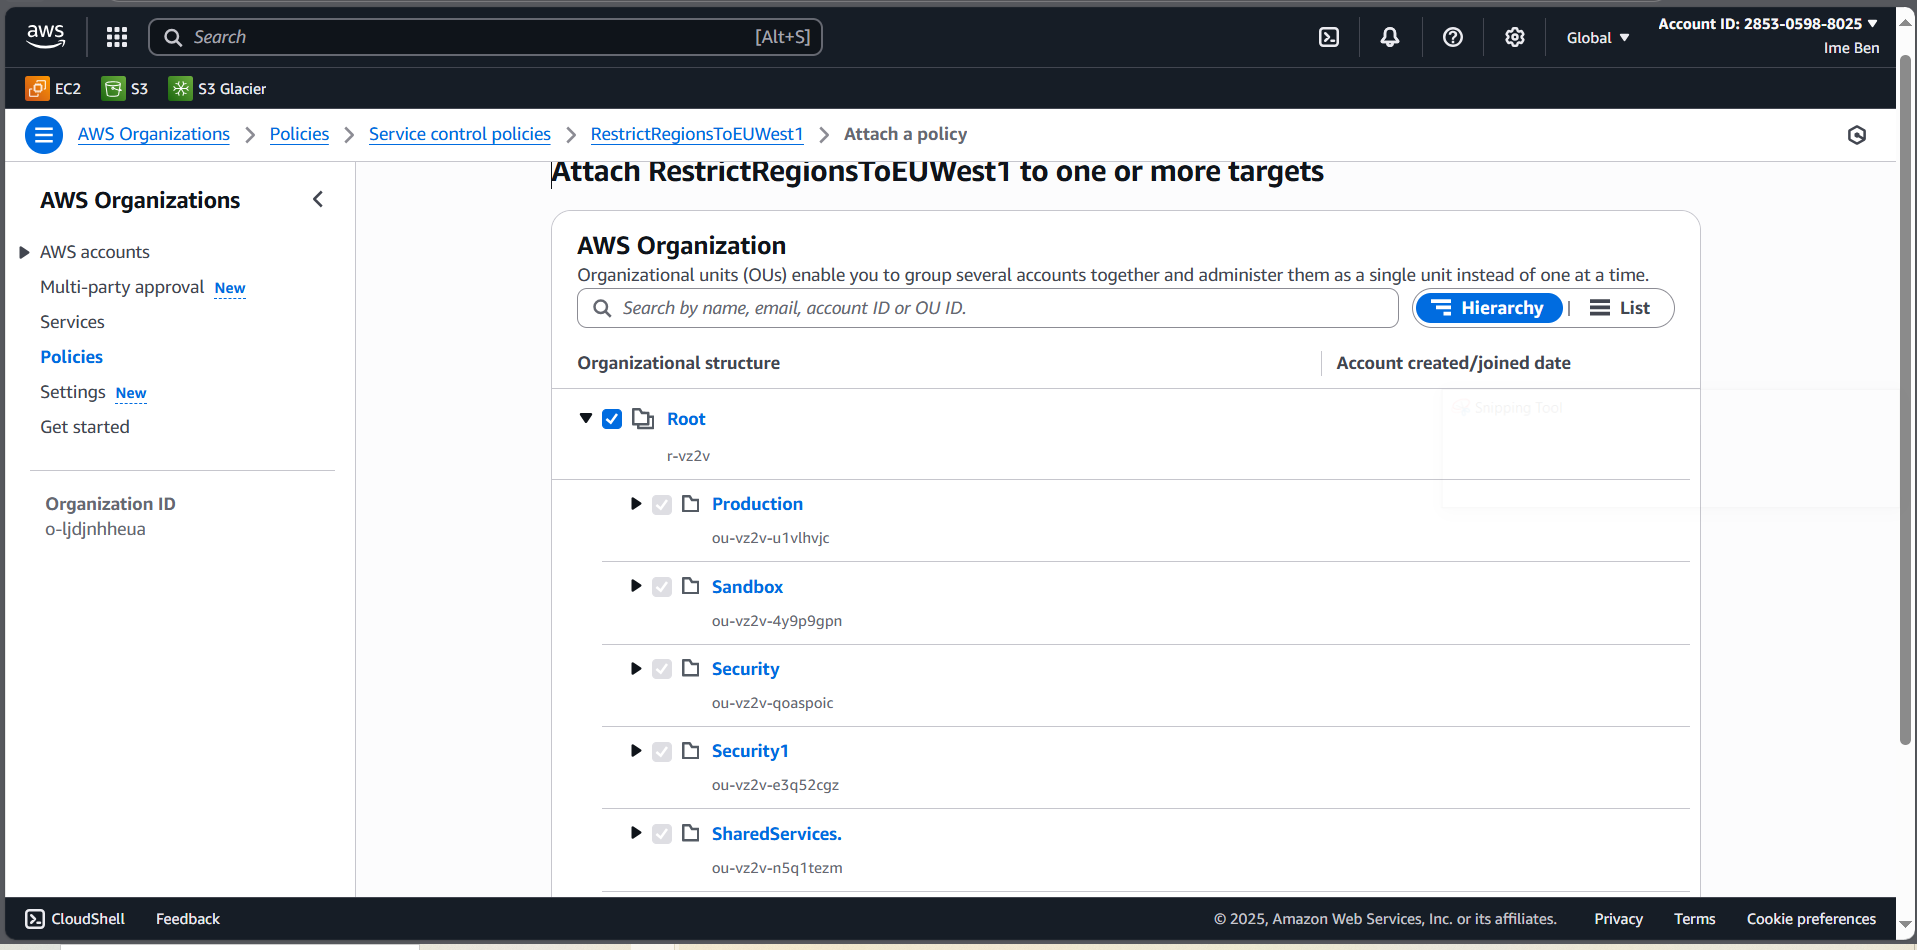 aws
Search [Alt+S]
Global
Account ID: 2853-0598-8025
Ime Ben
EC2 S3 S3 Glacier
AWS Organizations Policies Service control policies RestrictRegionsToEUWest1 Attach a policy
AWS Organizations
AWS accounts
Multi-party approval New
Services
Policies
Settings New
Get started
Organization ID
o-ljdjnhheua
Attach RestrictRegionsToEUWest1 to one or more targets
AWS Organization
Organizational units (OUs) enable you to group several accounts together and administer them as a single unit instead of one at a time.
Search by name, email, account ID or OU ID.
Hierarchy | List
Organizational structure Account created/joined date
Snipping Tool
Root
r-vz2v
Production
ou-vz2v-u1vlhvjc
Sandbox
ou-vz2v-4y9p9gpn
Security
ou-vz2v-qoaspoic
Security1
ou-vz2v-e3q52cgz
SharedServices.
ou-vz2v-n5q1tezm
CloudShell Feedback © 2025, Amazon Web Services, Inc. or its affiliates. Privacy Terms Cookie preferences